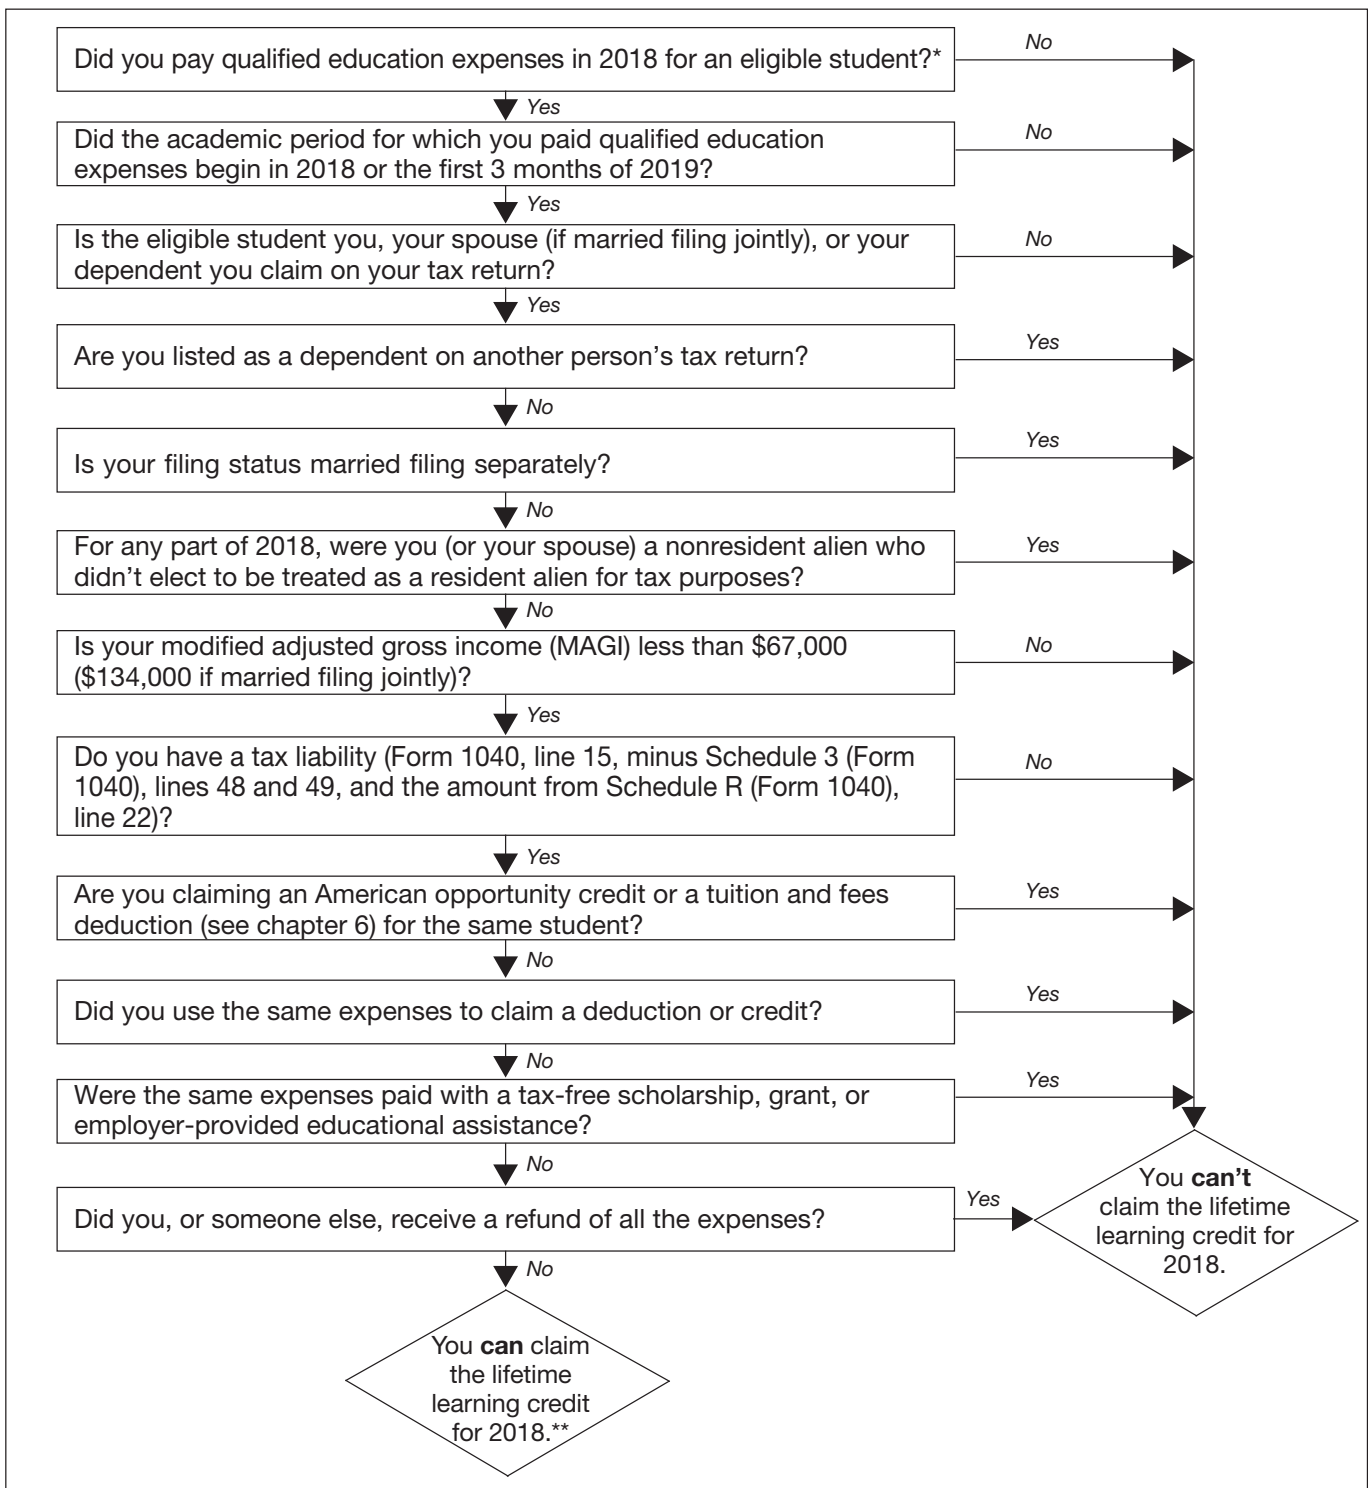 Did you pay qualified education expenses in 2018 for an eligible student?*
No
Yes
Did the academic period for which you paid qualified education
expenses begin in 2018 or the first 3 months of 2019?
No
Yes
Is the eligible student you, your spouse (if married filing jointly), or your
dependent you claim on your tax return?
No
Yes
Are you listed as a dependent on another person's tax return?
Yes
No
Is your filing status married filing separately?
Yes
No
For any part of 2018, were you (or your spouse) a nonresident alien who
didn't elect to be treated as a resident alien for tax purposes?
Yes
No
Is your modified adjusted gross income (MAGI) less than $67,000
($134,000 if married filing jointly)?
No
Yes
Do you have a tax liability (Form 1040, line 15, minus Schedule 3 (Form
1040), lines 48 and 49, and the amount from Schedule R (Form 1040),
line 22)?
No
Yes
Are you claiming an American opportunity credit or a tuition and fees
deduction (see chapter 6) for the same student?
Yes
No
Did you use the same expenses to claim a deduction or credit?
Yes
No
Were the same expenses paid with a tax-free scholarship, grant, or
employer-provided educational assistance?
Yes
No
Did you, or someone else, receive a refund of all the expenses?
Yes
You can't
claim the lifetime
learning credit for
2018.
No
You can claim
the lifetime
learning credit
for 2018.**